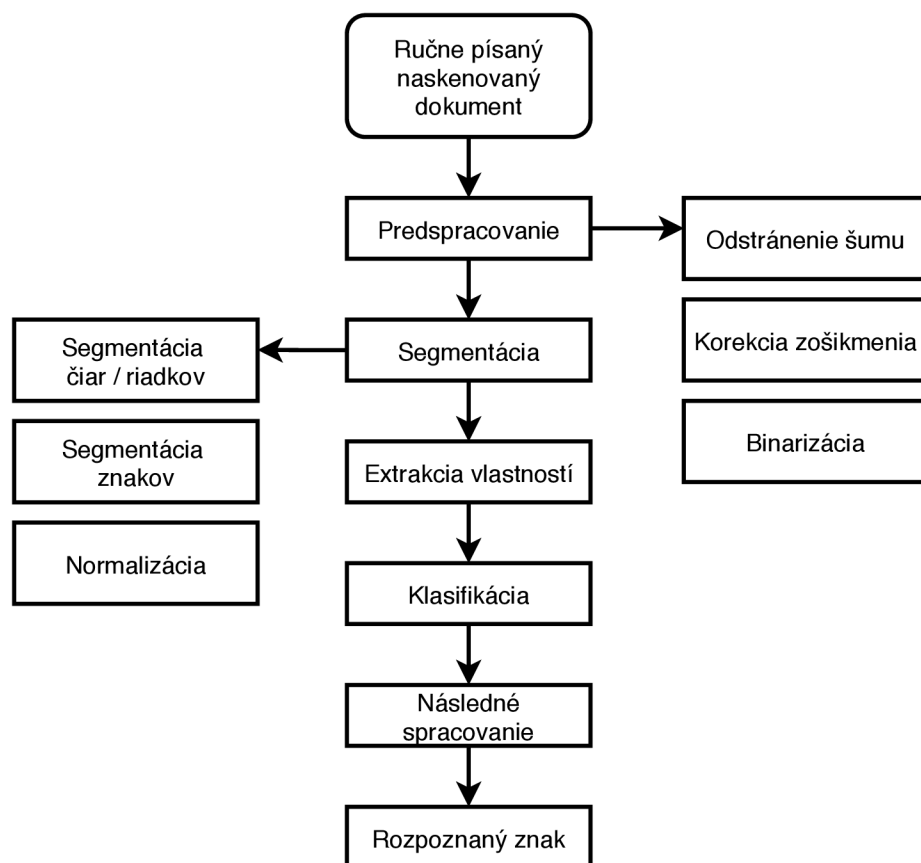 Ručne písaný
naskenovaný
dokument
Predspracovanie
Odstránenie šumu
Korekcia zošikmenia
Binarizácia
Segmentácia
Segmentácia
čiar / riadkov
Segmentácia
znakov
Normalizácia
Extrakcia vlastností
Klasifikácia
Následné
spracovanie
Rozpoznaný znak